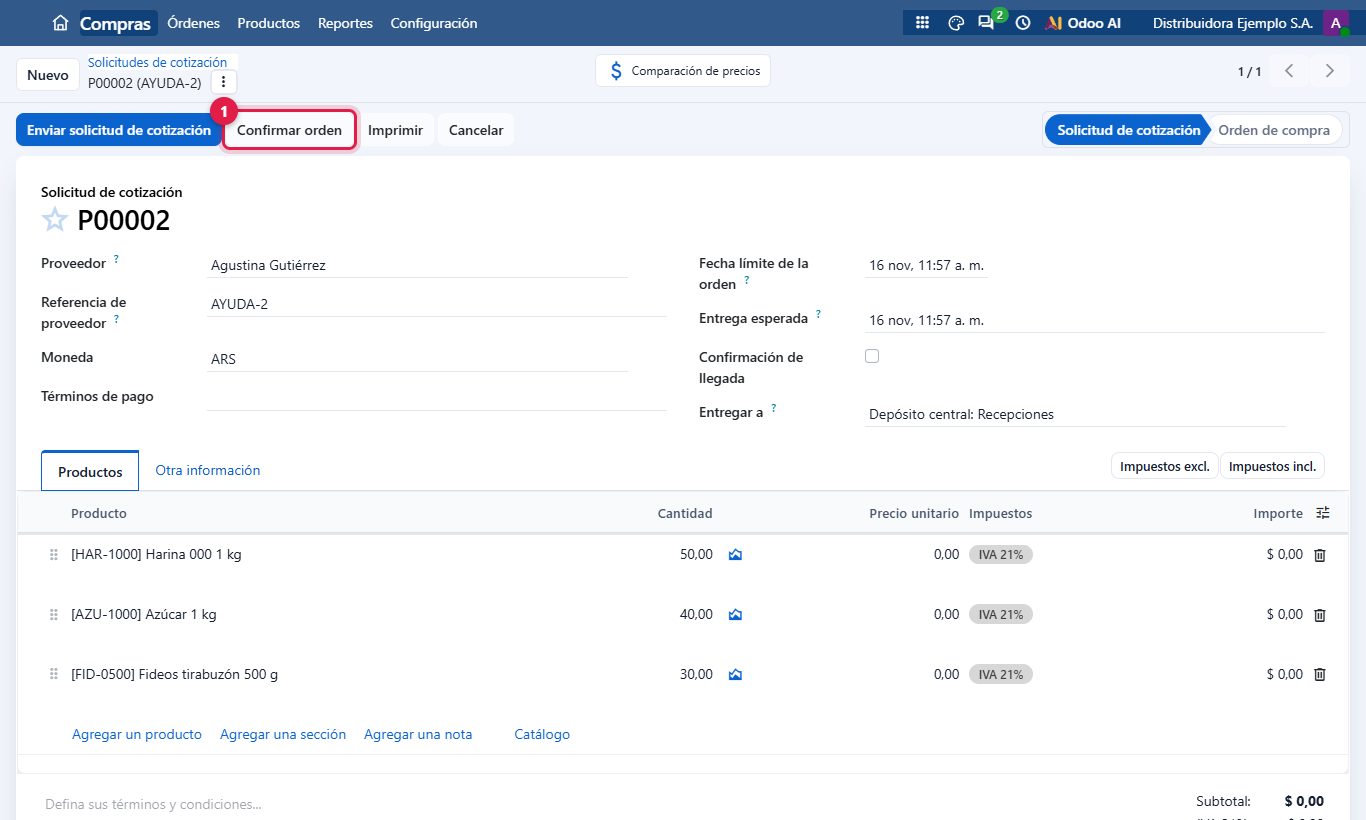 Compras Órdenes Productos Reportes Configuración 2 Odoo AI Distribuidora Ejemplo S.A. A
Nuevo
Solicitudes de cotización
P00002 (AYUDA-2)
Comparación de precios
1 / 1
1
Enviar solicitud de cotización Confirmar orden Imprimir Cancelar
Solicitud de cotización Orden de compra
Solicitud de cotización
P00002
Proveedor ? Agustina Gutiérrez
Referencia de
proveedor ? AYUDA-2
Moneda ARS
Términos de pago
Fecha límite de la
orden ? 16 nov, 11:57 a. m.
Entrega esperada ? 16 nov, 11:57 a. m.
Confirmación de
llegada
Entregar a ? Depósito central: Recepciones
Productos Otra información
Impuestos excl. Impuestos incl.
Producto Cantidad Precio unitario Impuestos Importe
[HAR-1000] Harina 000 1 kg 50,00 0,00 IVA 21% $ 0,00
[AZU-1000] Azúcar 1 kg 40,00 0,00 IVA 21% $ 0,00
[FID-0500] Fideos tirabuzón 500 g 30,00 0,00 IVA 21% $ 0,00
Agregar un producto Agregar una sección Agregar una nota Catálogo
Defina sus términos y condiciones...
Subtotal: $ 0,00